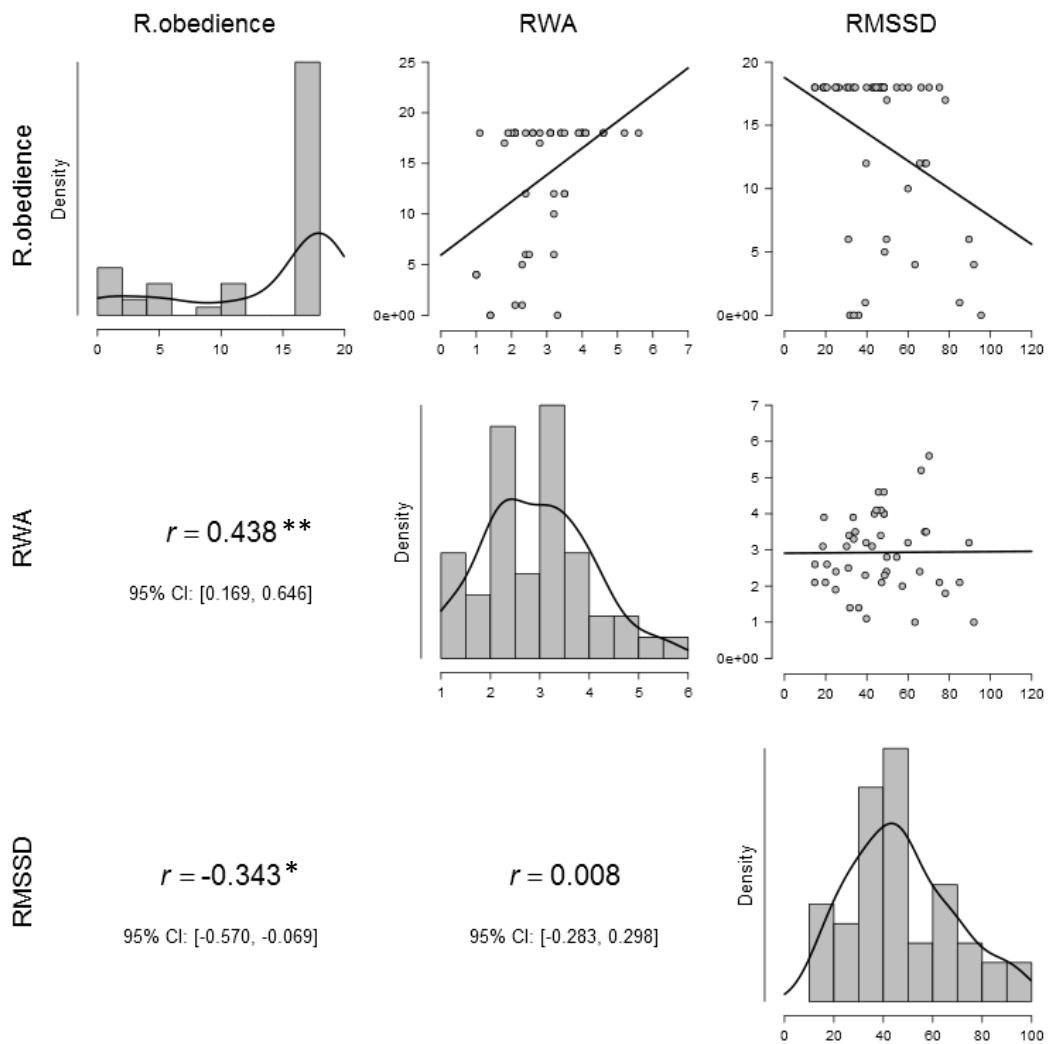 R.obedience RWA RMSSD
R.obedience
Density
0 5 10 15 20
25
20
15
10
5
0e+00
0 1 2 3 4 5 6 7
20
15
10
5
0e+00
0 20 40 60 80 100 120
RWA
r = 0.438 **
95% CI: [0.169, 0.646]
Density
1 2 3 4 5 6
7
6
5
4
3
2
1
0e+00
0 20 40 60 80 100 120
RMSSD
r = -0.343 *
95% CI: [-0.570, -0.069]
r = 0.008
95% CI: [-0.283, 0.298]
Density
0 20 40 60 80 100